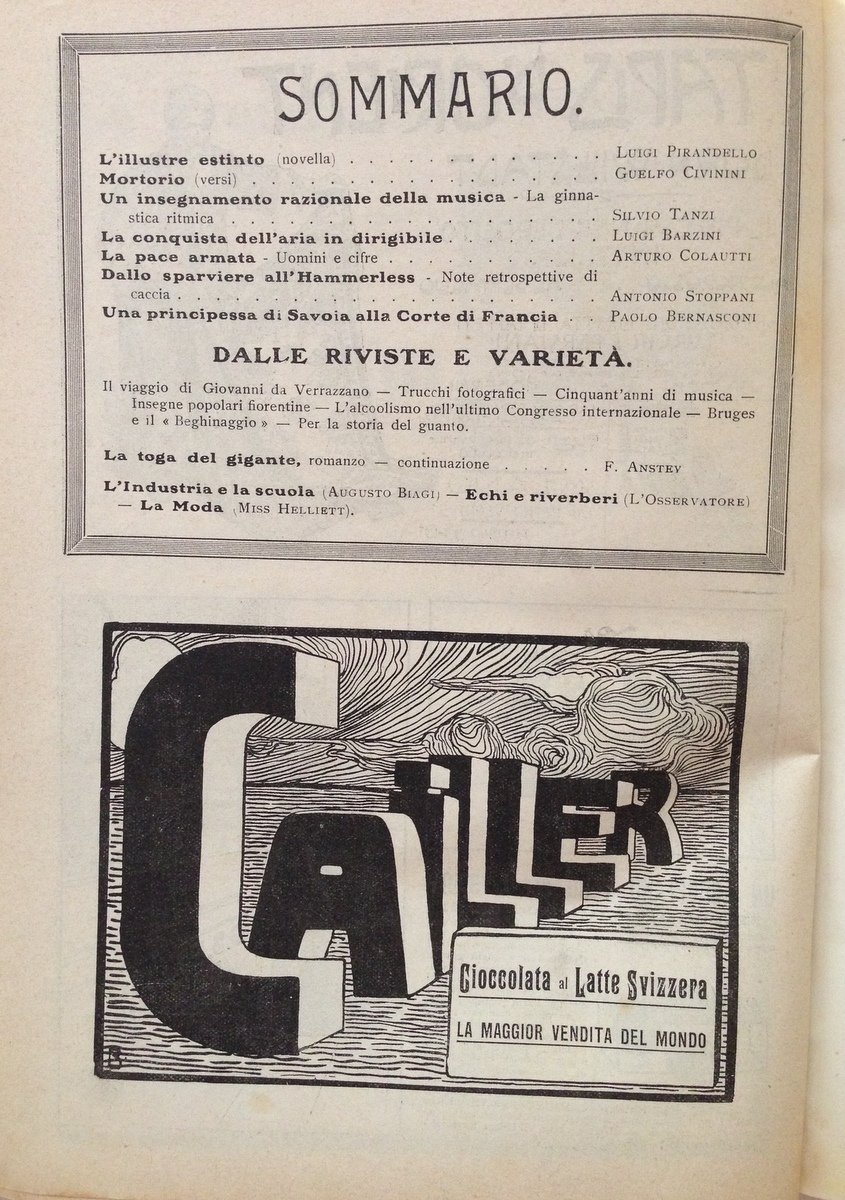 SOMMARIO.
L'illustre estinto (novella) . . . . . . . . . . . . . LUIGI PIRANDELLO
Mortorio (versi) . . . . . . . . . . . . . . . . . . GUELFO CIVININI
Un insegnamento razionale della musica - La ginna-
stica ritmica . . . . . . . . . . . . . . . . . . . SILVIO TANZI
La conquista dell'aria in dirigibile . . . . . . . . LUIGI BARZINI
La pace armata - Uomini e cifre . . . . . . . . . . . ARTURO COLAUTTI
Dallo sparviere all'Hammerless - Note retrospettive di
caccia . . . . . . . . . . . . . . . . . . . . . . ANTONIO STOPPANI
Una principessa di Savoia alla Corte di Francia . . PAOLO BERNASCONI
DALLE RIVISTE E VARIETÀ.
Il viaggio di Giovanni da Verrazzano — Trucchi fotografici — Cinquant'anni di musica —
Insegne popolari fiorentine — L'alcoolismo nell'ultimo Congresso internazionale — Bruges
e il « Beghinaggio » — Per la storia del guanto.
La toga del gigante, romanzo — continuazione . . . . . F. ANSTEY
L'Industria e la scuola (AUGUSTO BIAGI) — Echi e riverberi (L'OSSERVATORE)
— La Moda (MISS HELLIETT).
CAILLER
Cioccolata al Latte Svizzera
LA MAGGIOR VENDITA DEL MONDO